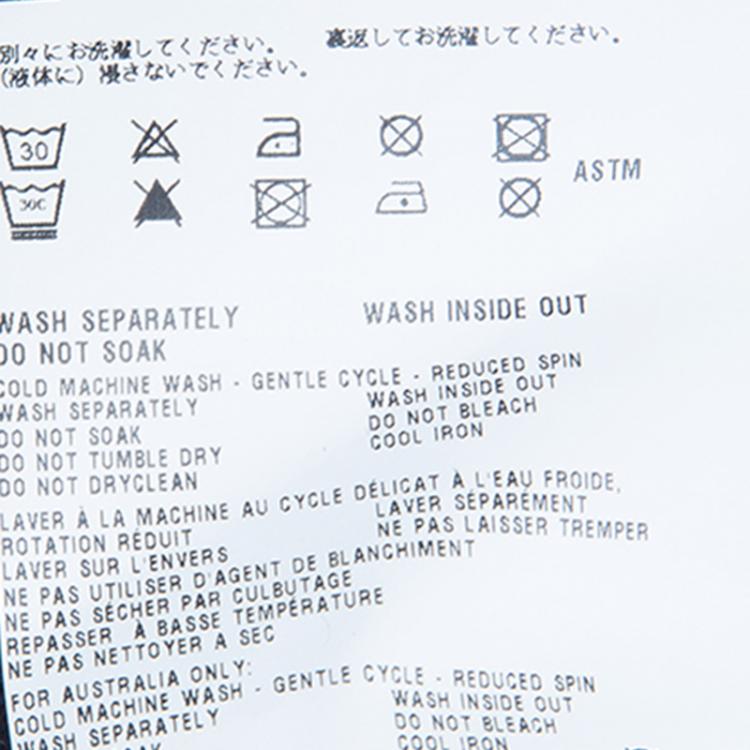 別々にお洗濯してください。 裏返してお洗濯してください。
(液体に) 浸さないでください。
30
30C
ASTM
WASH SEPARATELY WASH INSIDE OUT
DO NOT SOAK
COLD MACHINE WASH - GENTLE CYCLE - REDUCED SPIN
WASH SEPARATELY WASH INSIDE OUT
DO NOT SOAK DO NOT BLEACH
DO NOT TUMBLE DRY COOL IRON
DO NOT DRYCLEAN
LAVER À LA MACHINE AU CYCLE DÉLICAT À L'EAU FROIDE,
ROTATION RÉDUIT LAVER SÉPARÉMENT
LAVER SUR L'ENVERS NE PAS LAISSER TREMPER
NE PAS UTILISER D'AGENT DE BLANCHIMENT
NE PAS SÉCHER PAR CULBUTAGE
REPASSER À BASSE TEMPÉRATURE
NE PAS NETTOYER A SEC
FOR AUSTRALIA ONLY:
COLD MACHINE WASH - GENTLE CYCLE - REDUCED SPIN
WASH SEPARATELY WASH INSIDE OUT
DO NOT BLEACH
COOL IRON